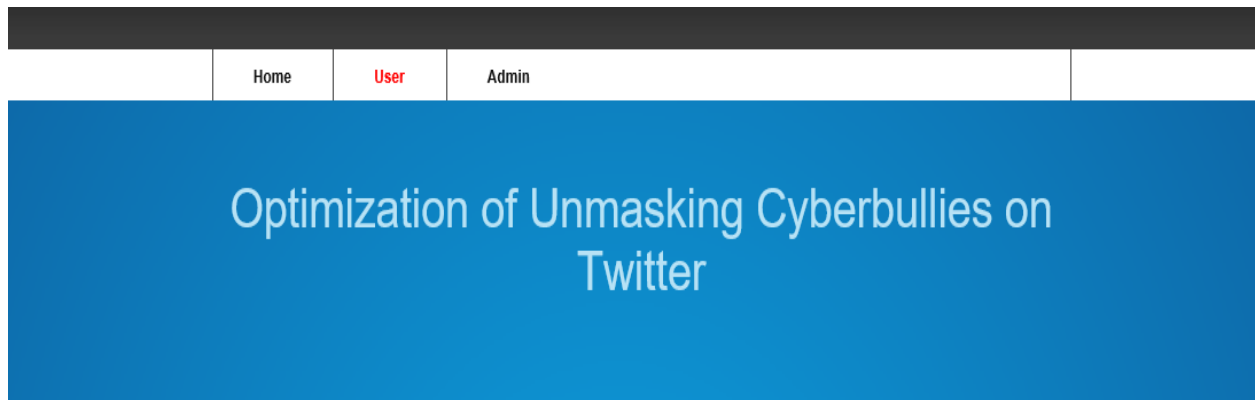 Home User Admin
Optimization of Unmasking Cyberbullies on
Twitter